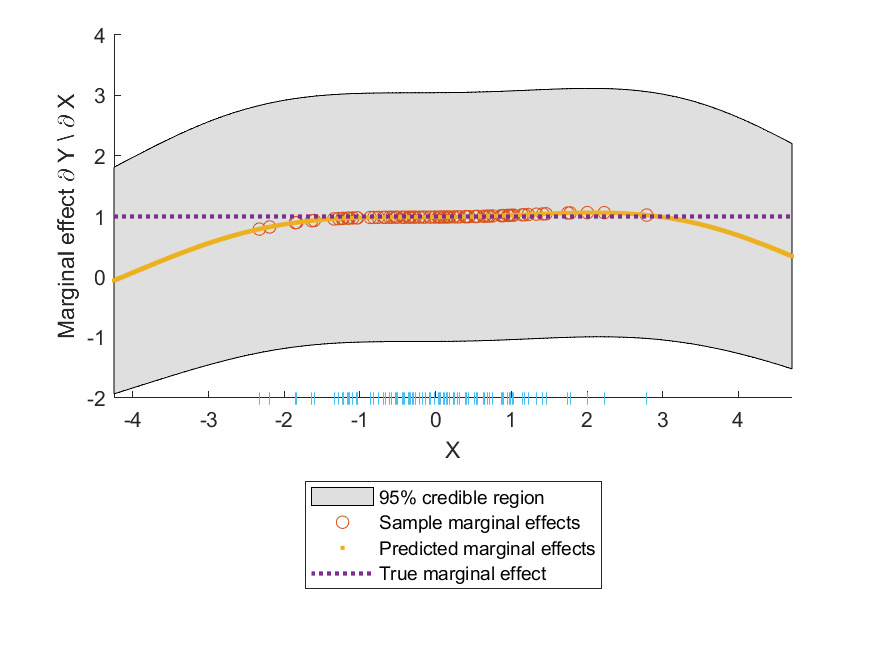 4
3
2
1
0
-1
-2
Marginal effect ∂ Y \ ∂ X
-4 -3 -2 -1 0 1 2 3 4
X
95% credible region
Sample marginal effects
Predicted marginal effects
True marginal effect